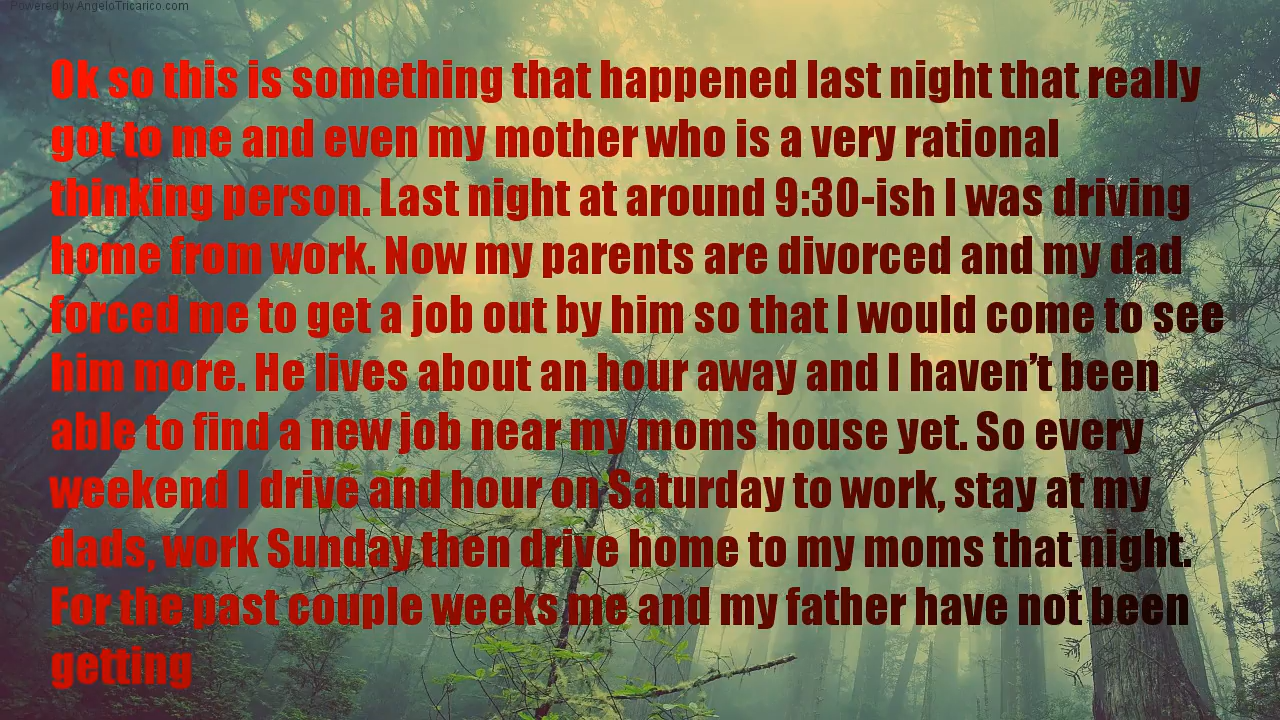 Powered by AngeloTricarico.com
Ok so this is something that happened last night that really
got to me and even my mother who is a very rational
thinking person. Last night at around 9:30-ish I was driving
home from work. Now my parents are divorced and my dad
forced me to get a job out by him so that I would come to see
him more. He lives about an hour away and I haven’t been
able to find a new job near my moms house yet. So every
weekend I drive and hour on Saturday to work, stay at my
dads, work Sunday then drive home to my moms that night.
For the past couple weeks me and my father have not been
getting